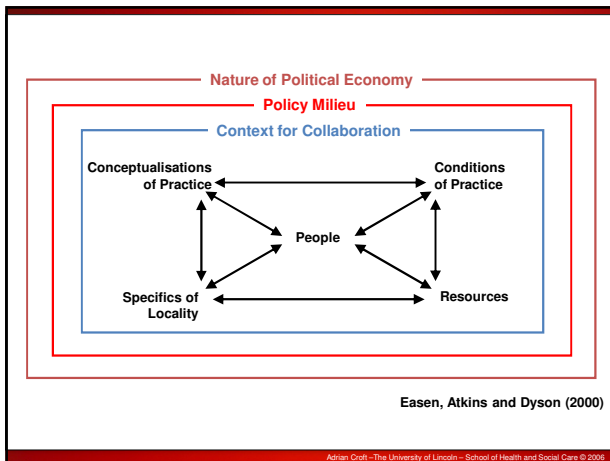 Nature of Political Economy
Policy Milieu
Context for Collaboration
Conceptualisations
of Practice
Conditions
of Practice
People
Specifics of
Locality
Resources
Easen, Atkins and Dyson (2000)
Adrian Croft –The University of Lincoln – School of Health and Social Care © 2006